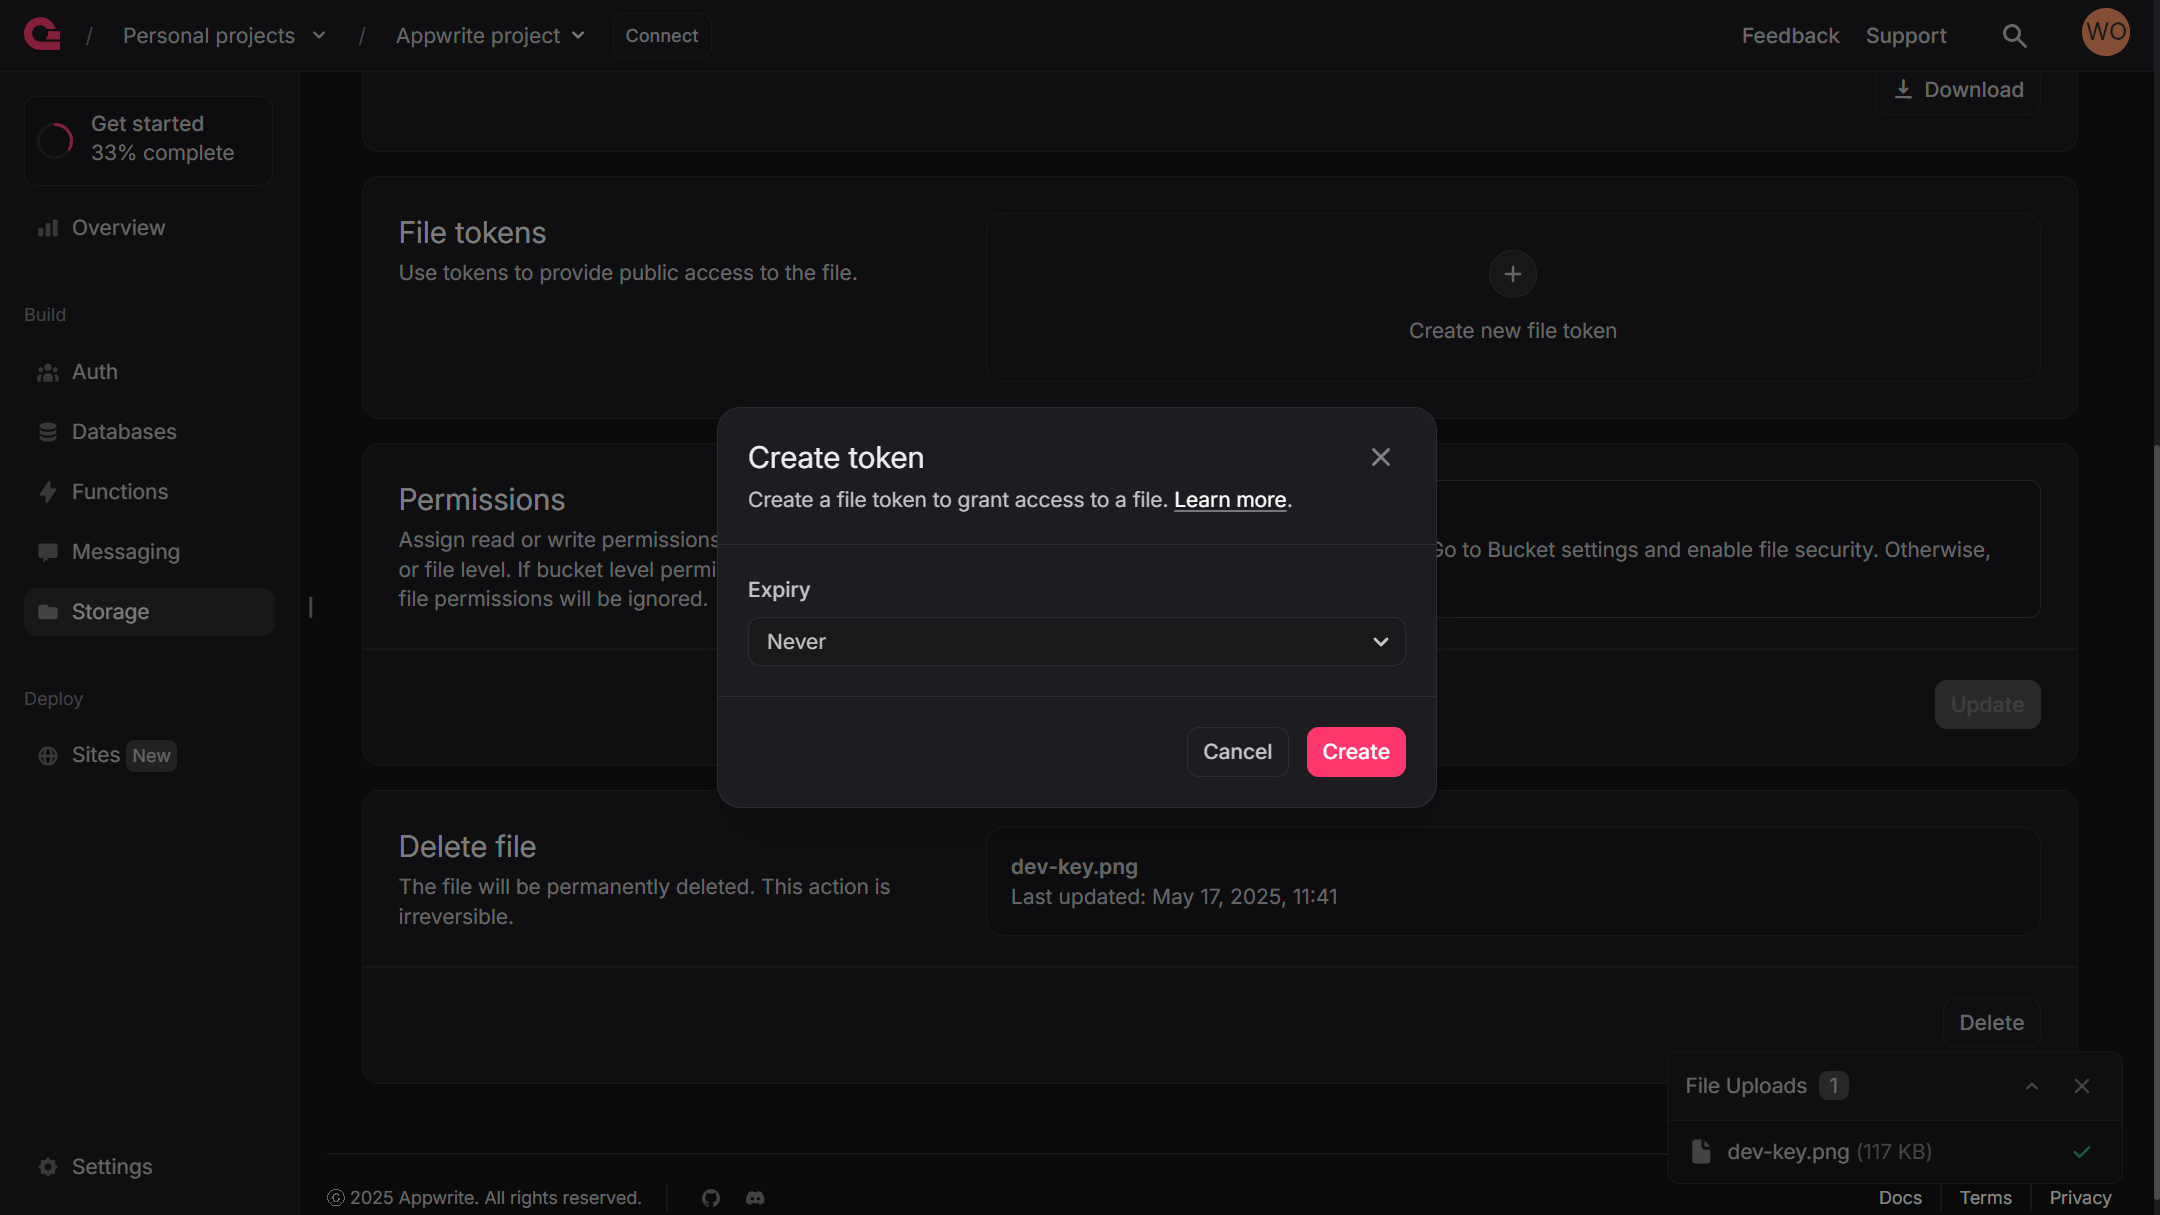 / Personal projects / Appwrite project Connect Feedback Support WO
Get started
33% complete
Overview
Build
Auth
Databases
Functions
Messaging
Storage
Deploy
Sites New
Settings
Download
File tokens
Use tokens to provide public access to the file.
Create new file token
Permissions
Assign read or write permissions
or file level. If bucket level permi
file permissions will be ignored.
Go to Bucket settings and enable file security. Otherwise,
Update
Create token
Create a file token to grant access to a file. Learn more.
Expiry
Never
Cancel Create
Delete file
The file will be permanently deleted. This action is
irreversible.
dev-key.png
Last updated: May 17, 2025, 11:41
Delete
File Uploads 1
dev-key.png (117 KB)
© 2025 Appwrite. All rights reserved.
Docs Terms Privacy